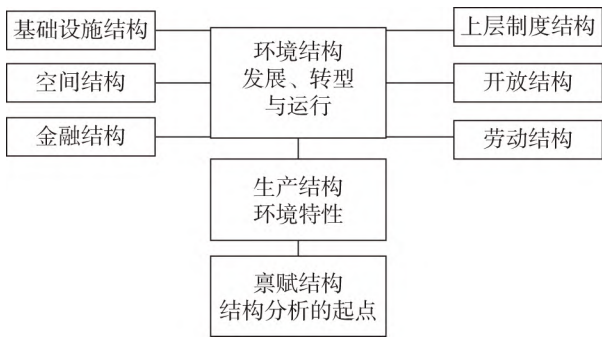 基础设施结构
空间结构
金融结构
环境结构
发展、转型
与运行
上层制度结构
开放结构
劳动结构
生产结构
环境特性
禀赋结构
结构分析的起点